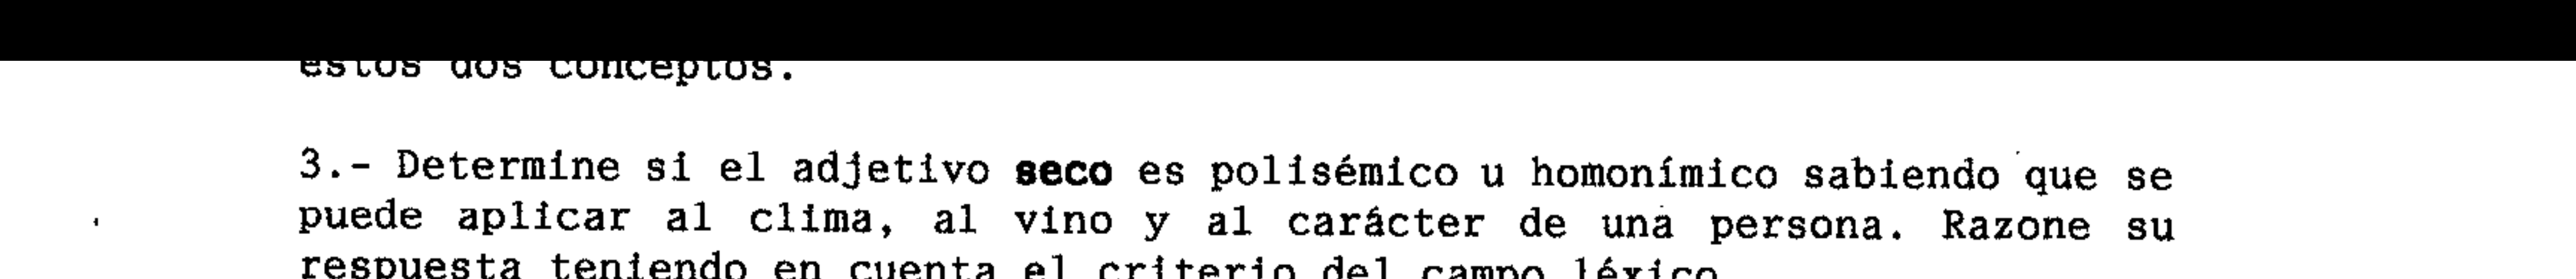 estos dos conceptos.
3.- Determine si el adjetivo seco es polisémico u homonímico sabiendo que se
puede aplicar al clima, al vino y al carácter de una persona. Razone su
respuesta teniendo en cuenta el criterio del campo léxico.